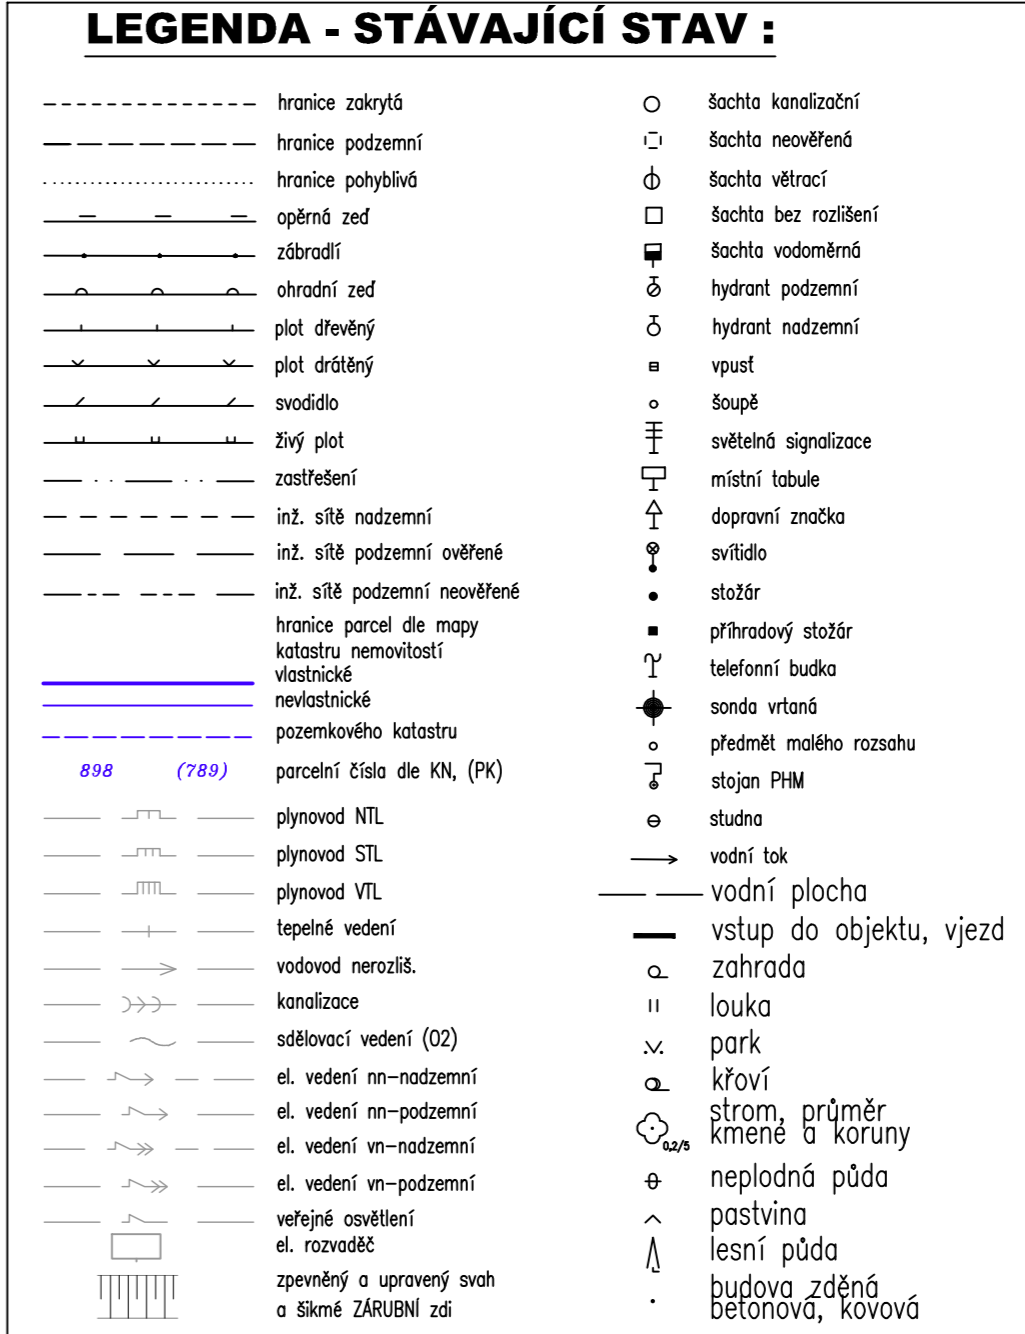 LEGENDA - STÁVAJÍCÍ STAV :
hranice zakrytá
hranice podzemní
hranice pohyblivá
opěrná zeď
zábradlí
ohradní zeď
plot dřevěný
plot drátěný
svodidlo
živý plot
zastřešení
inž. sítě nadzemní
inž. sítě podzemní ověřené
inž. sítě podzemní neověřené
hranice parcel dle mapy
katastru nemovitostí
vlastnické
nevlastnické
pozemkového katastru
898 (789) parcelní čísla dle KN, (PK)
plynovod NTL
plynovod STL
plynovod VTL
tepelné vedení
vodovod nerozliš.
kanalizace
sdělovací vedení (O2)
el. vedení nn-nadzemní
el. vedení nn-podzemní
el. vedení vn-nadzemní
el. vedení vn-podzemní
veřejné osvětlení
el. rozvaděč
zpevněný a upravený svah
a šikmé ZÁRUBNÍ zdi
šachta kanalizační
šachta neověřená
šachta větrací
šachta bez rozlišení
šachta vodoměrná
hydrant podzemní
hydrant nadzemní
vpusť
šoupě
světelná signalizace
místní tabule
dopravní značka
svítidlo
stožár
příhradový stožár
telefonní budka
sonda vrtaná
předmět malého rozsahu
stojan PHM
studna
vodní tok
vodní plocha
vstup do objektu, vjezd
zahrada
louka
park
křoví
strom, průměr
0,2/5 kmene a koruny
neplodná půda
pastvina
lesní půda
budova zděná
betonová, kovová